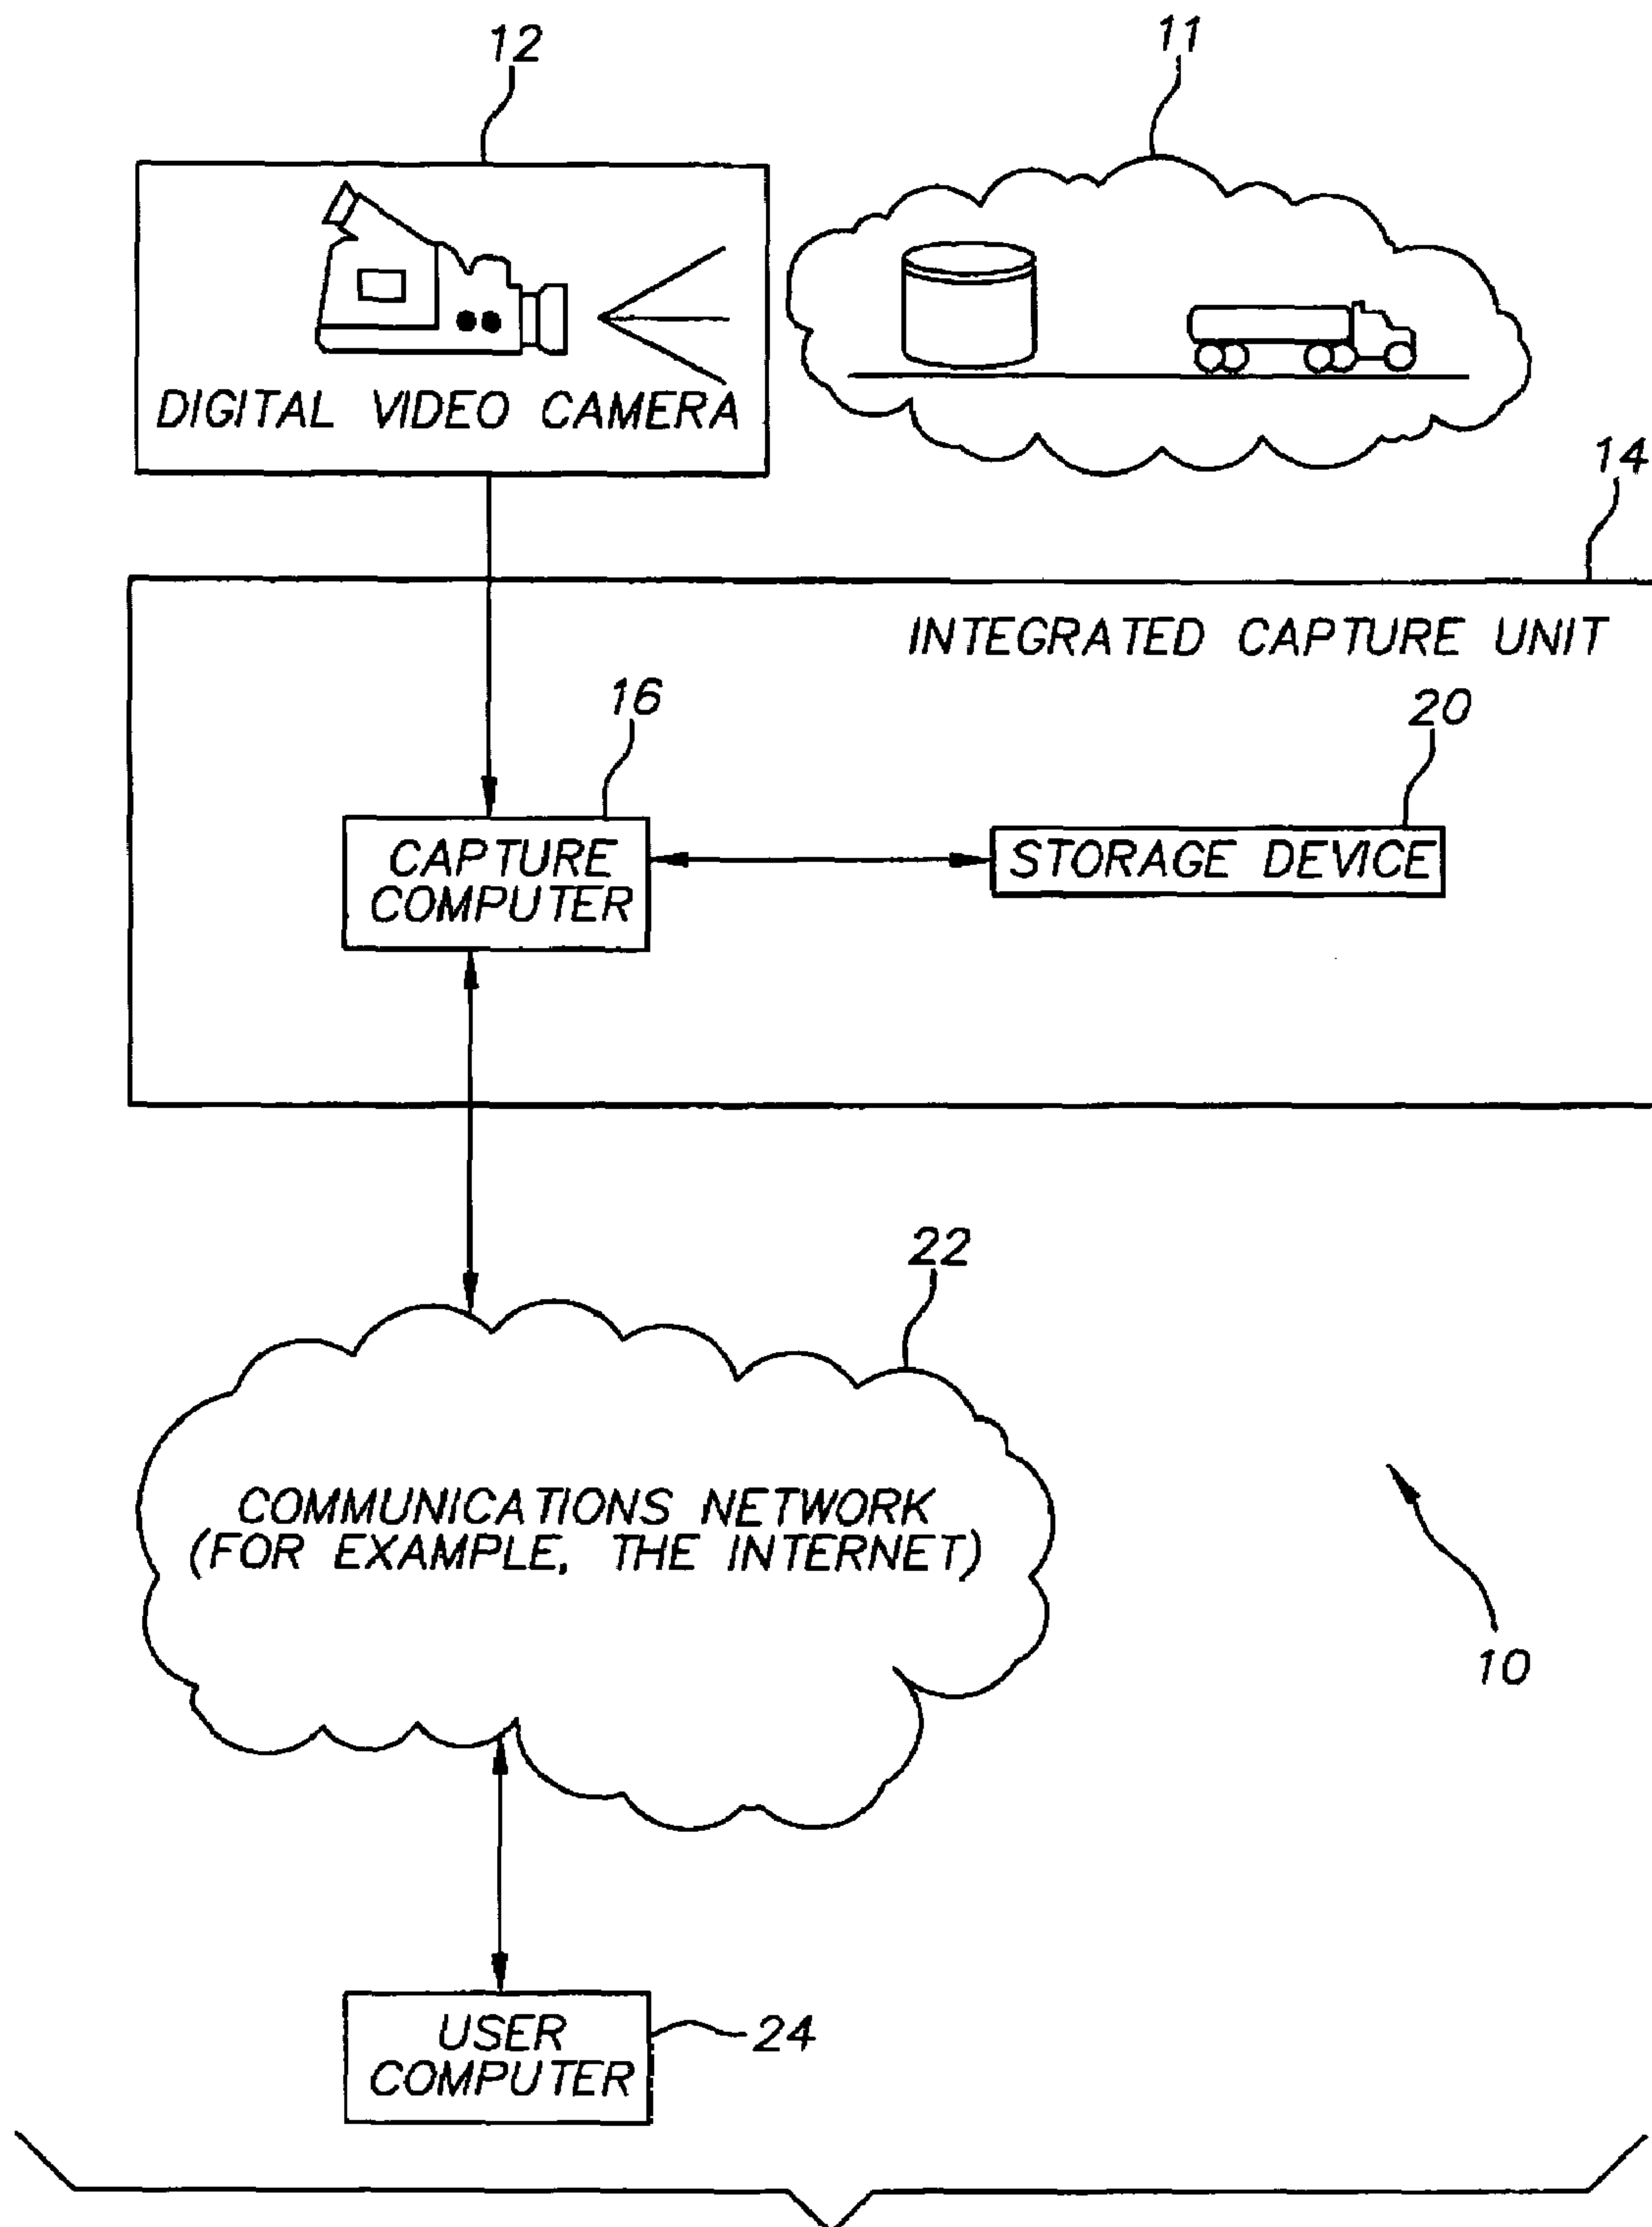 12
11
DIGITAL VIDEO CAMERA
14
INTEGRATED CAPTURE UNIT
16
20
CAPTURE
COMPUTER
STORAGE DEVICE
22
COMMUNICATIONS NETWORK
(FOR EXAMPLE, THE INTERNET)
10
USER
COMPUTER
24